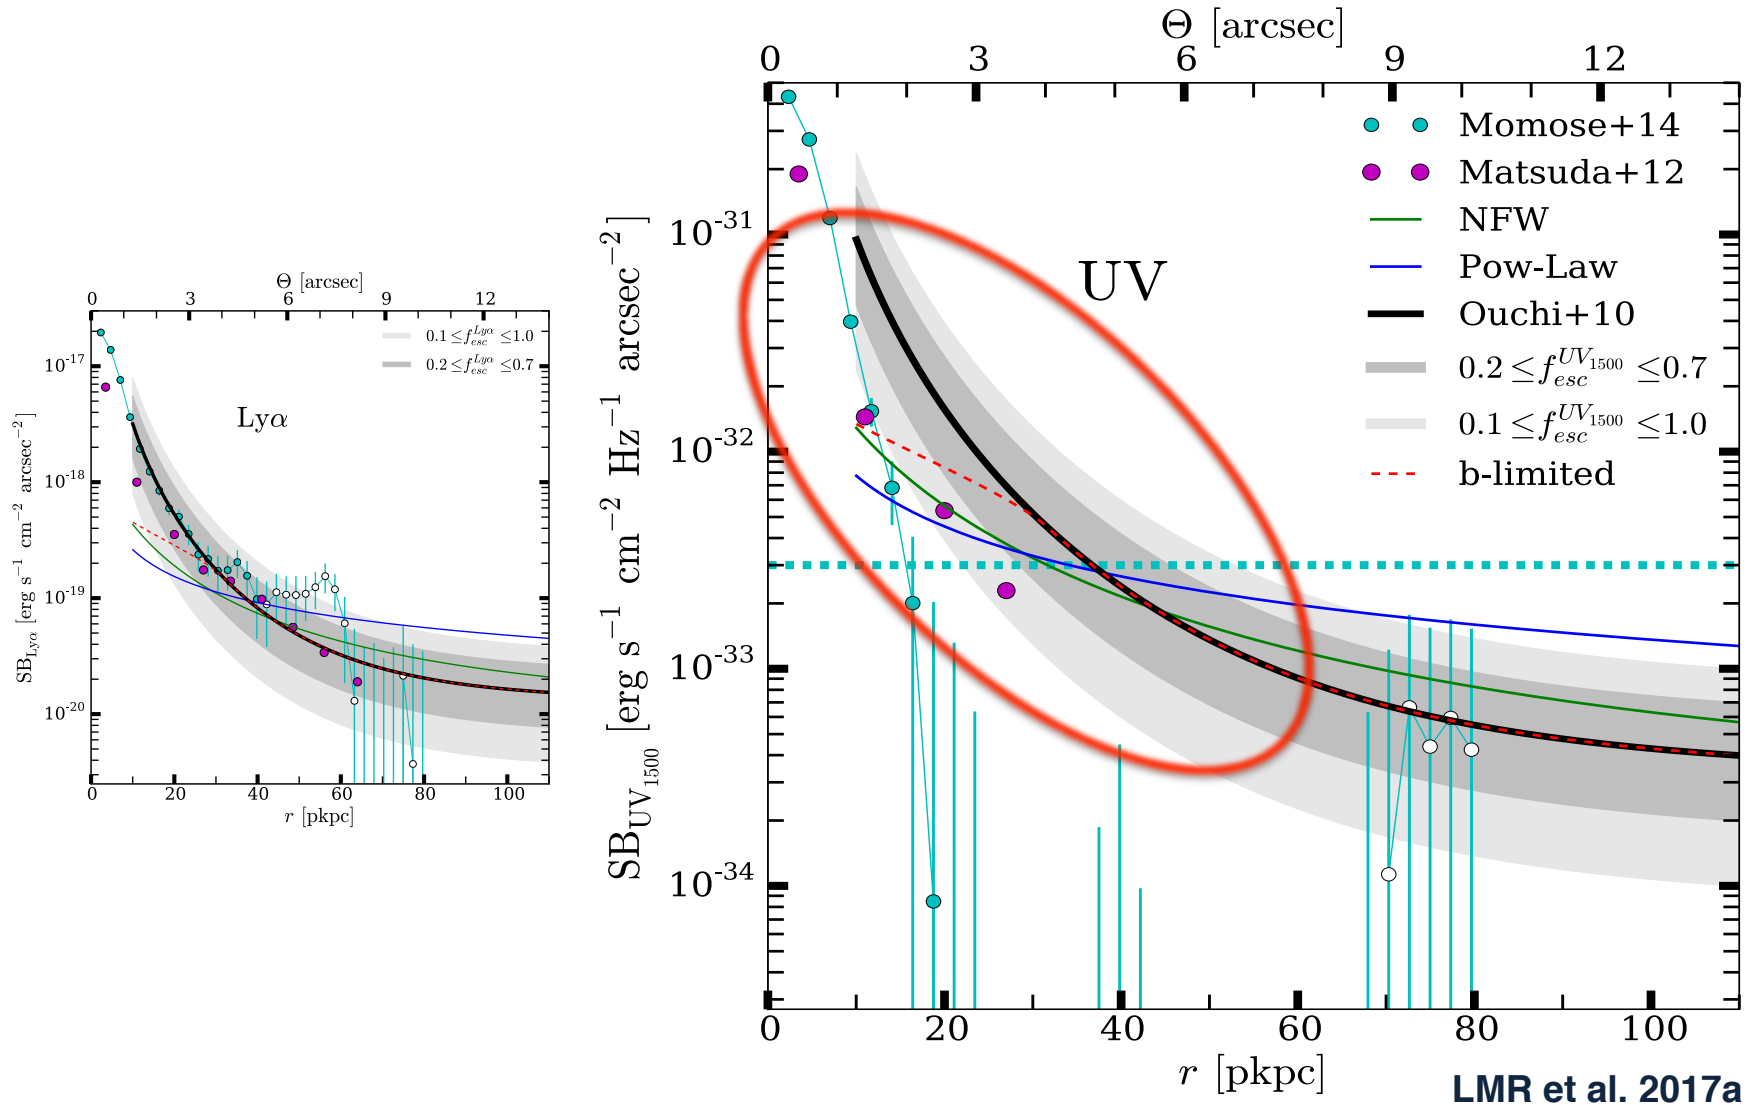 Θ [arcsec]
0 3 6 9 12
10^-17
10^-18
10^-19
10^-20
SB_Lyα [erg s^−1 cm^−2 arcsec^−2]
0.1 ≤ f_esc^Lyα ≤ 1.0
0.2 ≤ f_esc^Lyα ≤ 0.7
Lyα
0 20 40 60 80 100
r [pkpc]
Θ [arcsec]
0 3 6 9 12
10^-31
10^-32
10^-33
10^-34
SB_UV_1500 [erg s^−1 cm^−2 Hz^−1 arcsec^−2]
UV
Momose+14
Matsuda+12
NFW
Pow-Law
Ouchi+10
0.2 ≤ f_esc^UV_1500 ≤ 0.7
0.1 ≤ f_esc^UV_1500 ≤ 1.0
b-limited
0 20 40 60 80 100
r [pkpc]
LMR et al. 2017a